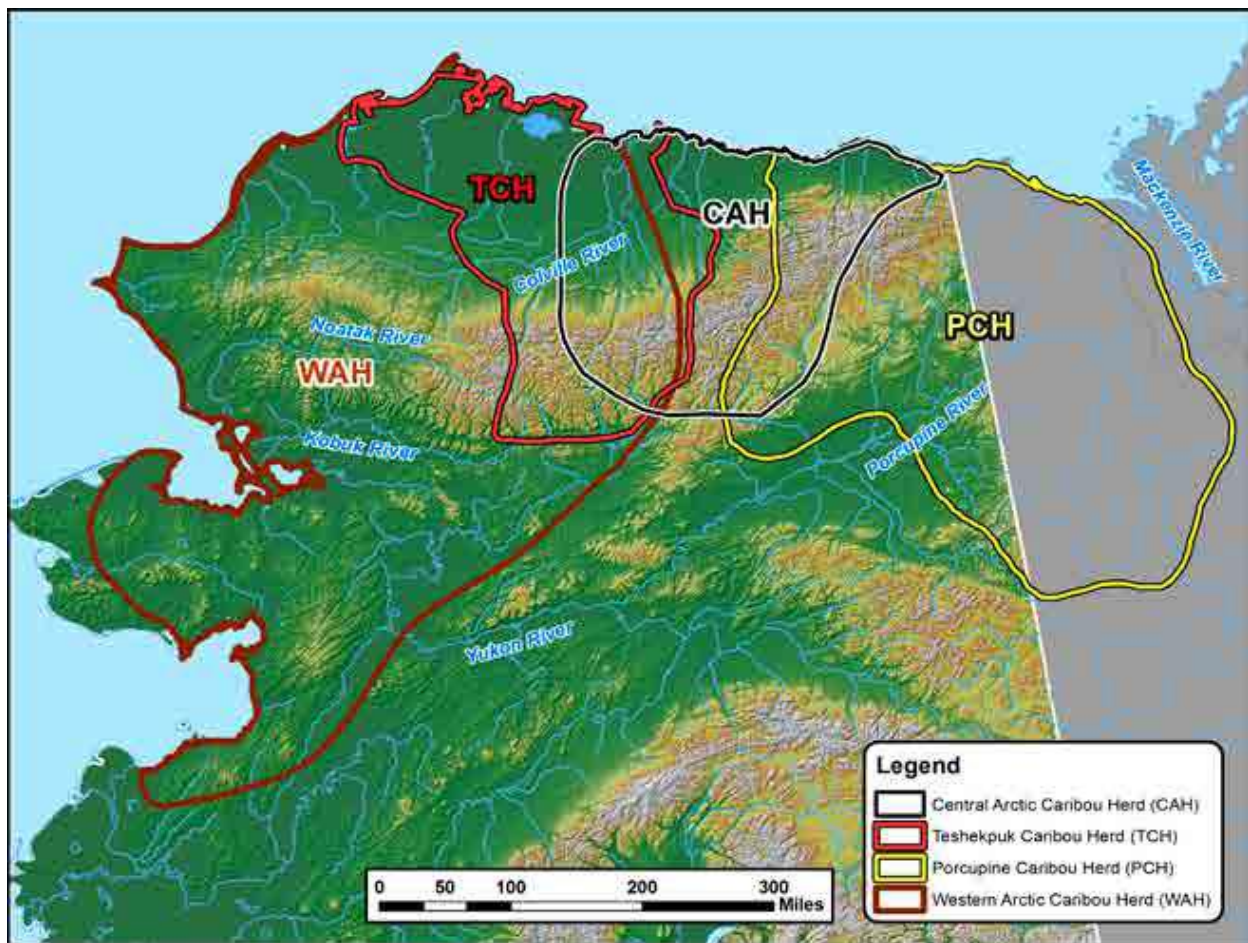 TCH
CAH
Mackenzie River
Colville River
Noatak River
WAH
PCH
Kobuk River
Porcupine River
Yukon River
Legend
Central Arctic Caribou Herd (CAH)
Teshekpuk Caribou Herd (TCH)
Porcupine Caribou Herd (PCH)
Western Arctic Caribou Herd (WAH)
0 50 100 200 300
Miles